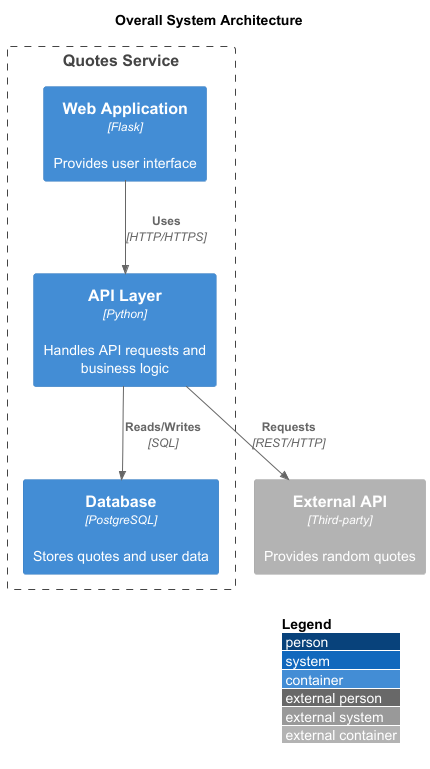 Overall System Architecture
Quotes Service
Web Application
[Flask]
Provides user interface
Uses
[HTTP/HTTPS]
API Layer
[Python]
Handles API requests and
business logic
Reads/Writes
[SQL]
Requests
[REST/HTTP]
Database
[PostgreSQL]
Stores quotes and user data
External API
[Third-party]
Provides random quotes
Legend
person
system
container
external person
external system
external container